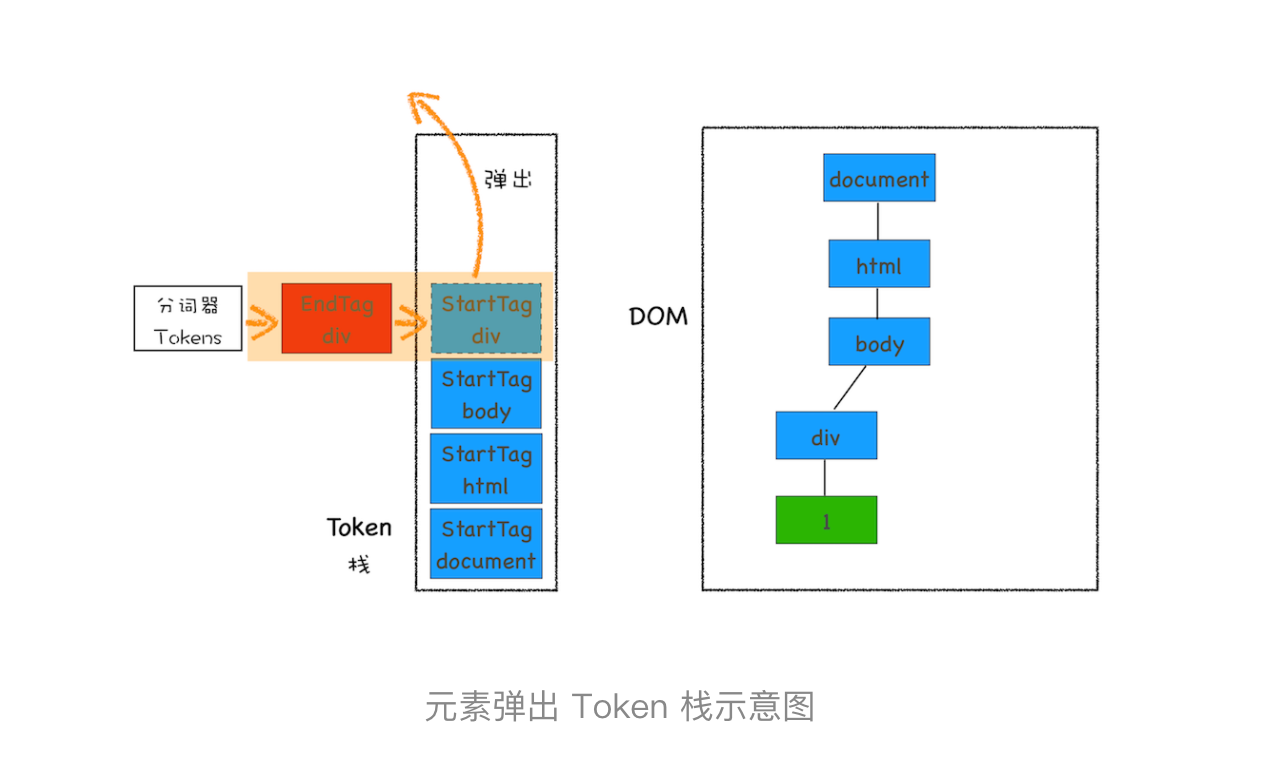 弹出
分词器
Tokens
EndTag
div
StartTag
div
StartTag
body
StartTag
html
StartTag
document
Token
栈
DOM
document
html
body
div
1
元素弹出 Token 栈示意图